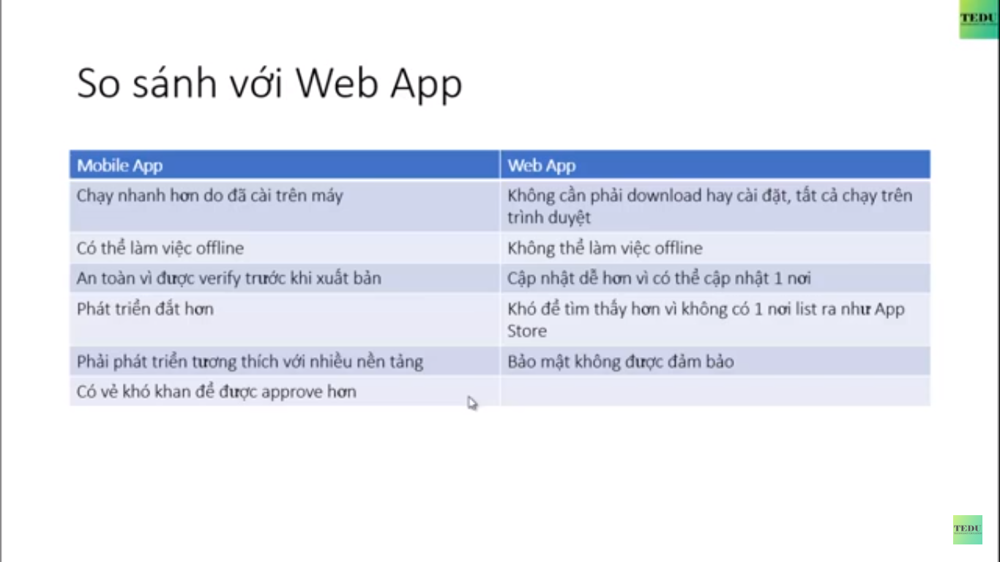 TEDU
So sánh với Web App
Mobile App
Web App
Chạy nhanh hơn do đã cài trên máy
Không cần phải download hay cài đặt, tất cả chạy trên
trình duyệt
Có thể làm việc offline
Không thể làm việc offline
An toàn vì được verify trước khi xuất bản
Cập nhật dễ hơn vì có thể cập nhật 1 nơi
Phát triển đắt hơn
Khó để tìm thấy hơn vì không có 1 nơi list ra như App
Store
Phải phát triển tương thích với nhiều nền tảng
Bảo mật không được đảm bảo
Có vẻ khó khan để được approve hơn
TEDU